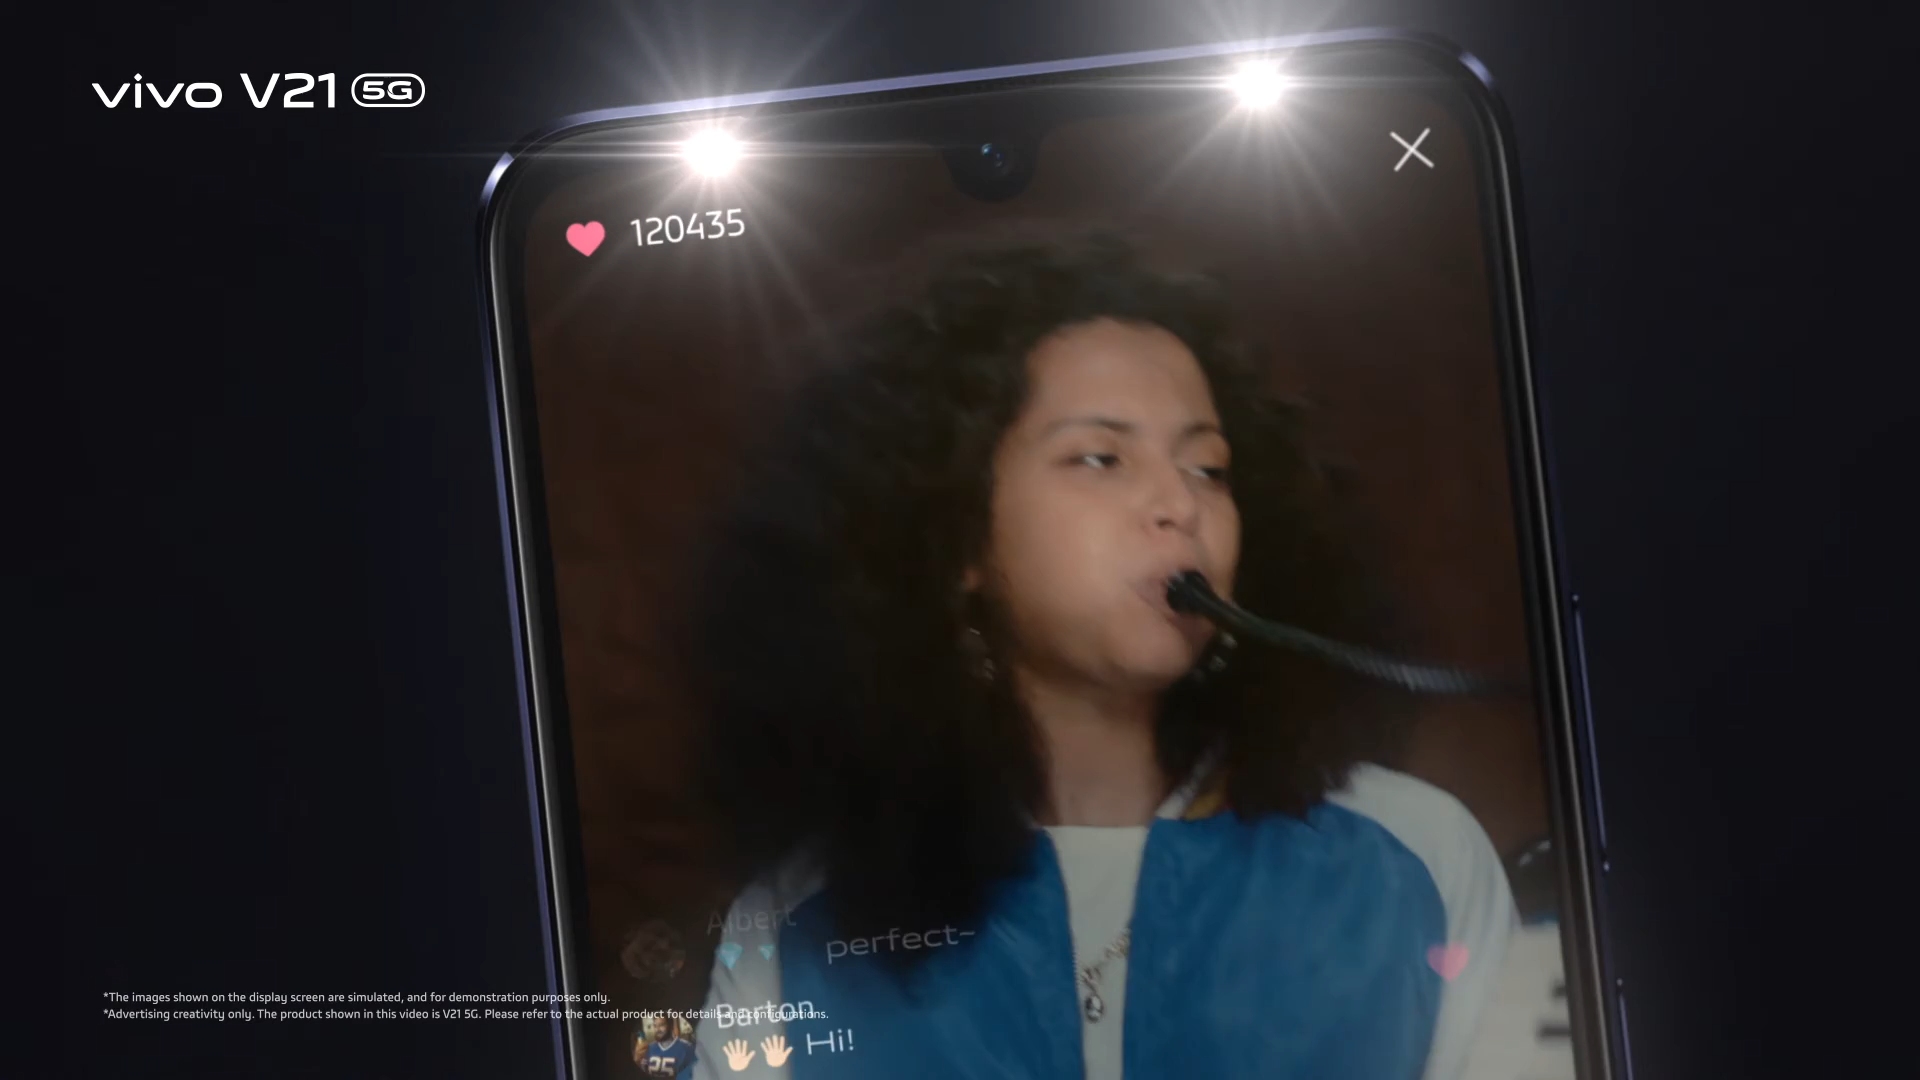 vivo V21 5G
120435
Albert
perfect~
Barton
Hi!
*The images shown on the display screen are simulated, and for demonstration purposes only.
*Advertising creativity only. The product shown in this video is V21 5G. Please refer to the actual product for details and configurations.
25